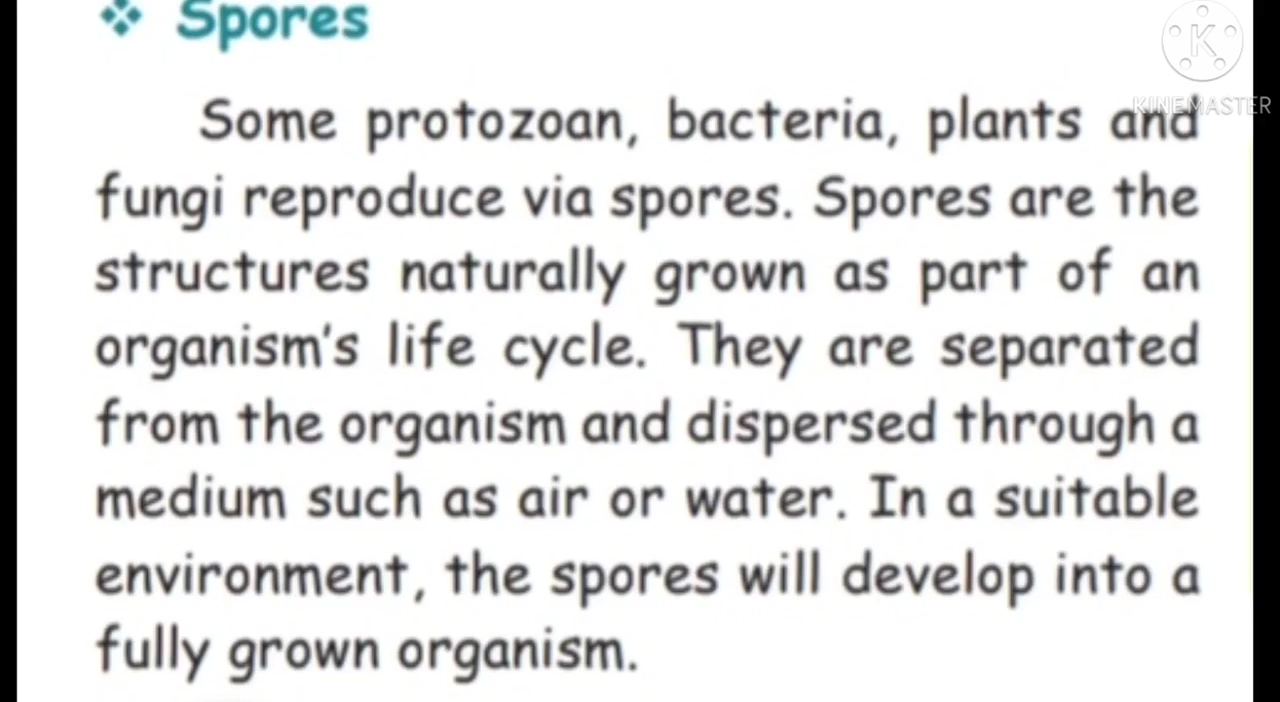 ❖ Spores
Some protozoan, bacteria, plants and
fungi reproduce via spores. Spores are the
structures naturally grown as part of an
organism's life cycle. They are separated
from the organism and dispersed through a
medium such as air or water. In a suitable
environment, the spores will develop into a
fully grown organism.
K
KINEMASTER